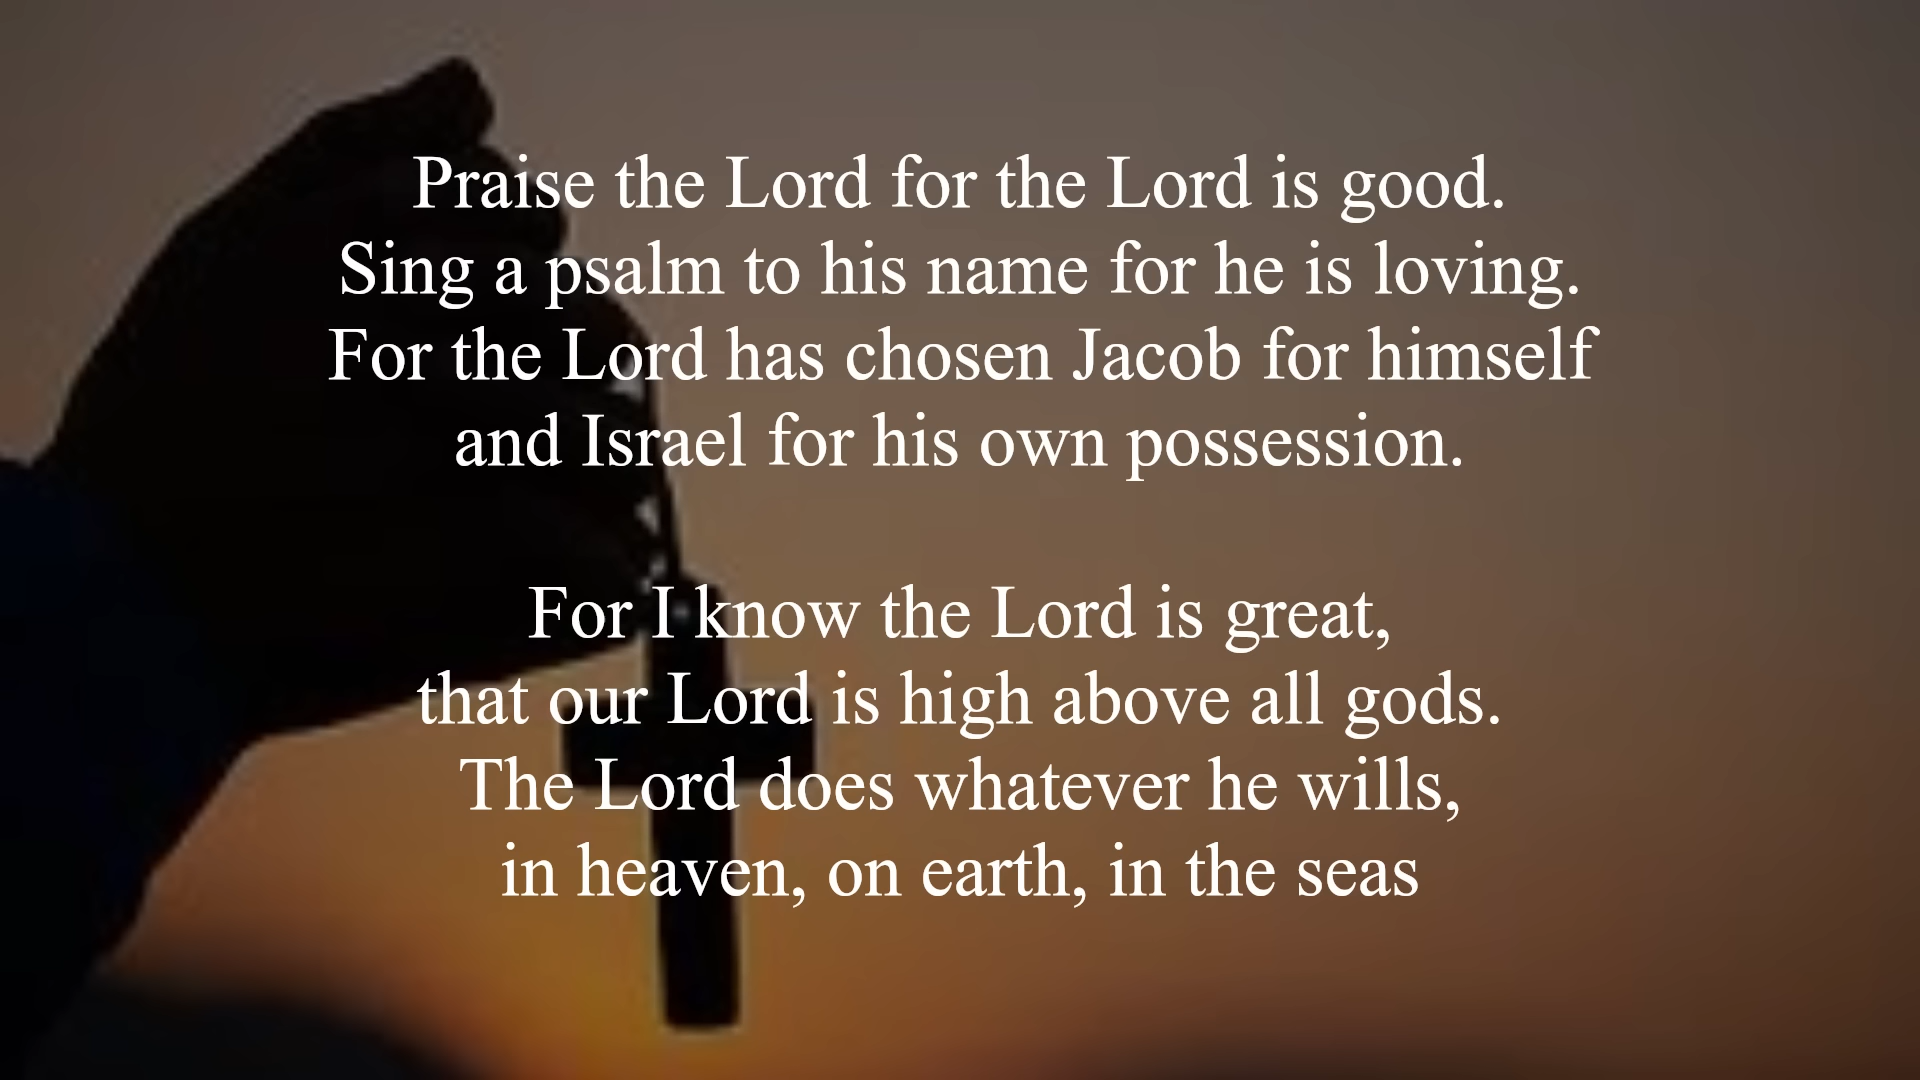 Praise the Lord for the Lord is good.
Sing a psalm to his name for he is loving.
For the Lord has chosen Jacob for himself
and Israel for his own possession.
For I know the Lord is great,
that our Lord is high above all gods.
The Lord does whatever he wills,
in heaven, on earth, in the seas